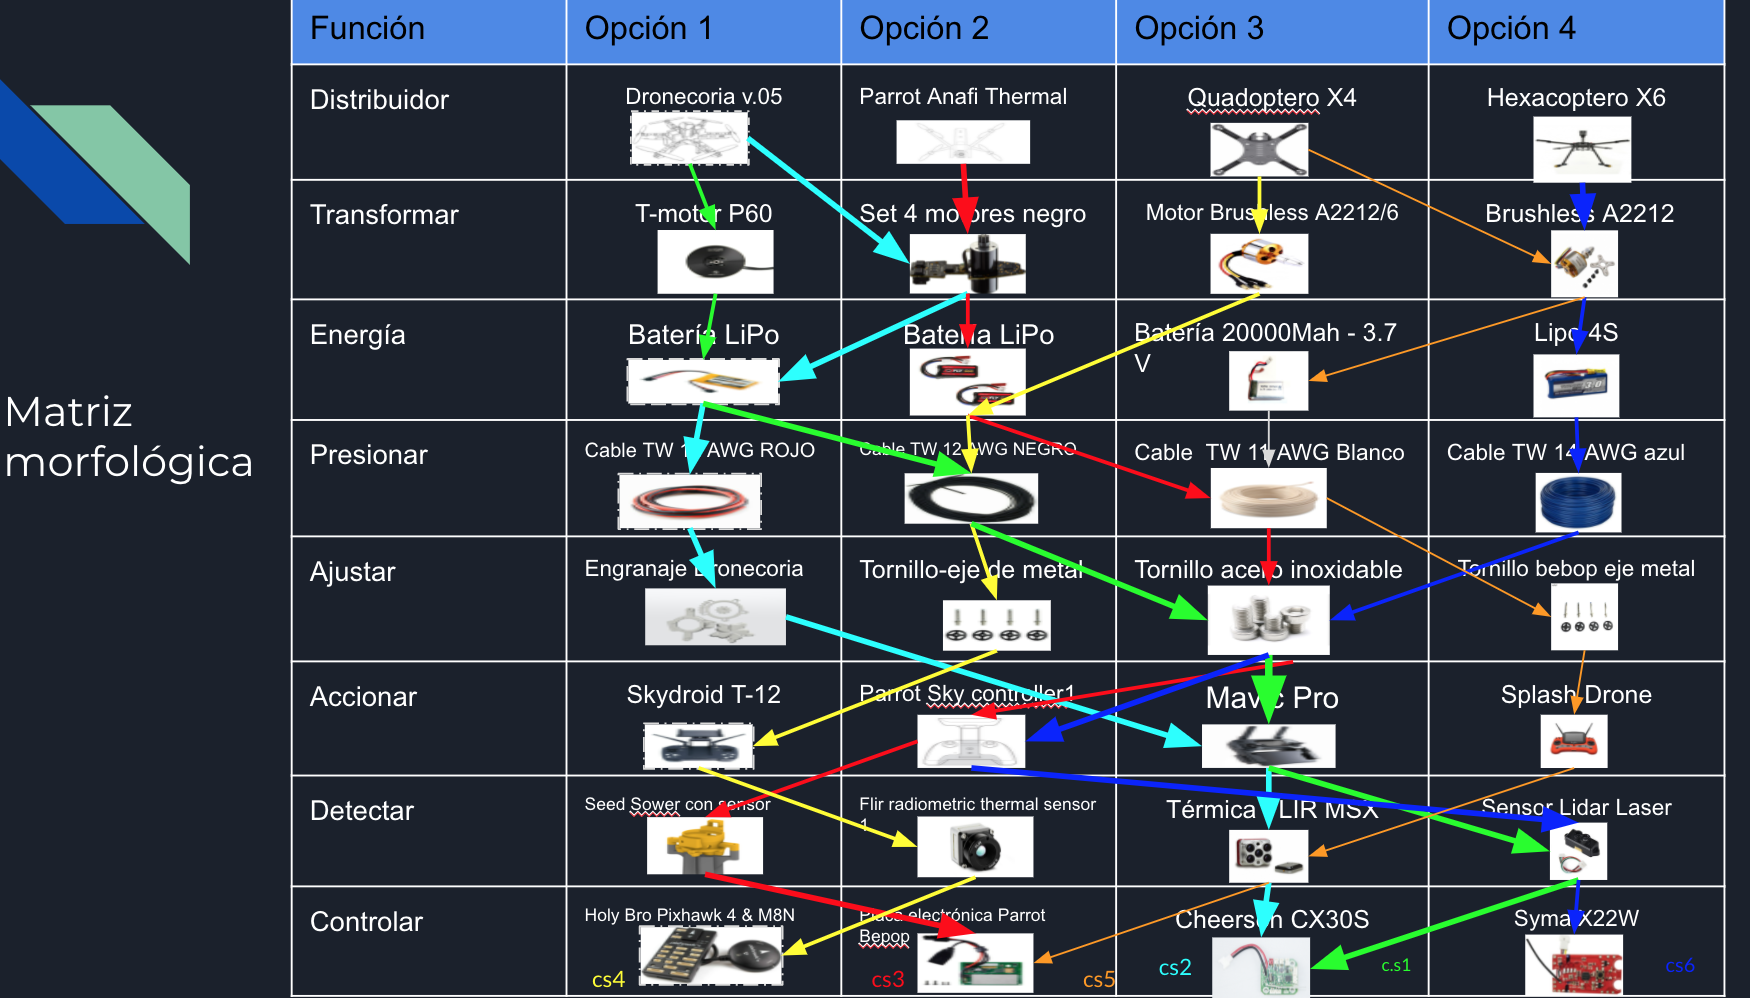 Matriz
morfológica
Función
Opción 1
Opción 2
Opción 3
Opción 4
Distribuidor
Dronecoria v.05
Parrot Anafi Thermal
Quadoptero X4
Hexacoptero X6
Transformar
T-motor P60
Set 4 motores negro
Motor Brushless A2212/6
Brushless A2212
Energía
Batería LiPo
Batería LiPo
Batería 20000Mah - 3.7
V
Lipo 4S
Presionar
Cable TW AWG ROJO
Cable TW 12 AWG NEGRO
Cable TW 11 AWG Blanco
Cable TW 14 AWG azul
Ajustar
Engranaje Dronecoria
Tornillo-eje de metal
Tornillo acero inoxidable
Tornillo bebop eje metal
Accionar
Skydroid T-12
Parrot Sky controller1
Mavic Pro
Splash Drone
Detectar
Seed Sower con sensor
Flir radiometric thermal sensor
1
Térmica FLIR MSX
Sensor Lidar Laser
Controlar
Holy Bro Pixhawk 4 & M8N
Placa electrónica Parrot
Bepop
Cheerson CX30S
Syma X22W
cs4
cs3
cs5
cs2
c.s1
cs6